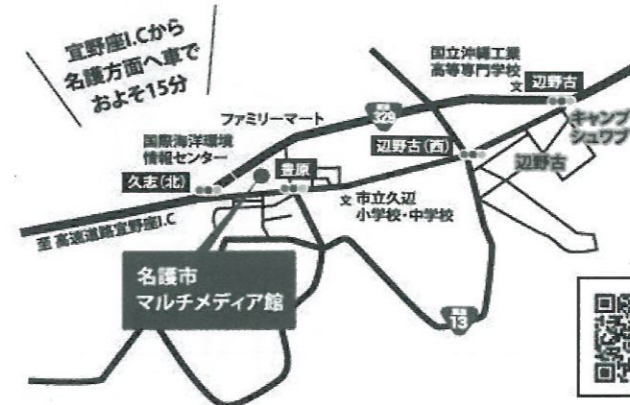 宜野座I.Cから
名護方面へ車で
およそ15分
国立沖縄工業
高等専門学校
文
辺野古
ファミリーマート
329
キャンプ
シュワブ
国際海洋環境
情報センター
辺野古(西)
辺野古
久志(北)
豊原
文 市立久辺
小学校・中学校
至 高速道路宜野座I.C
名護市
マルチメディア館
13